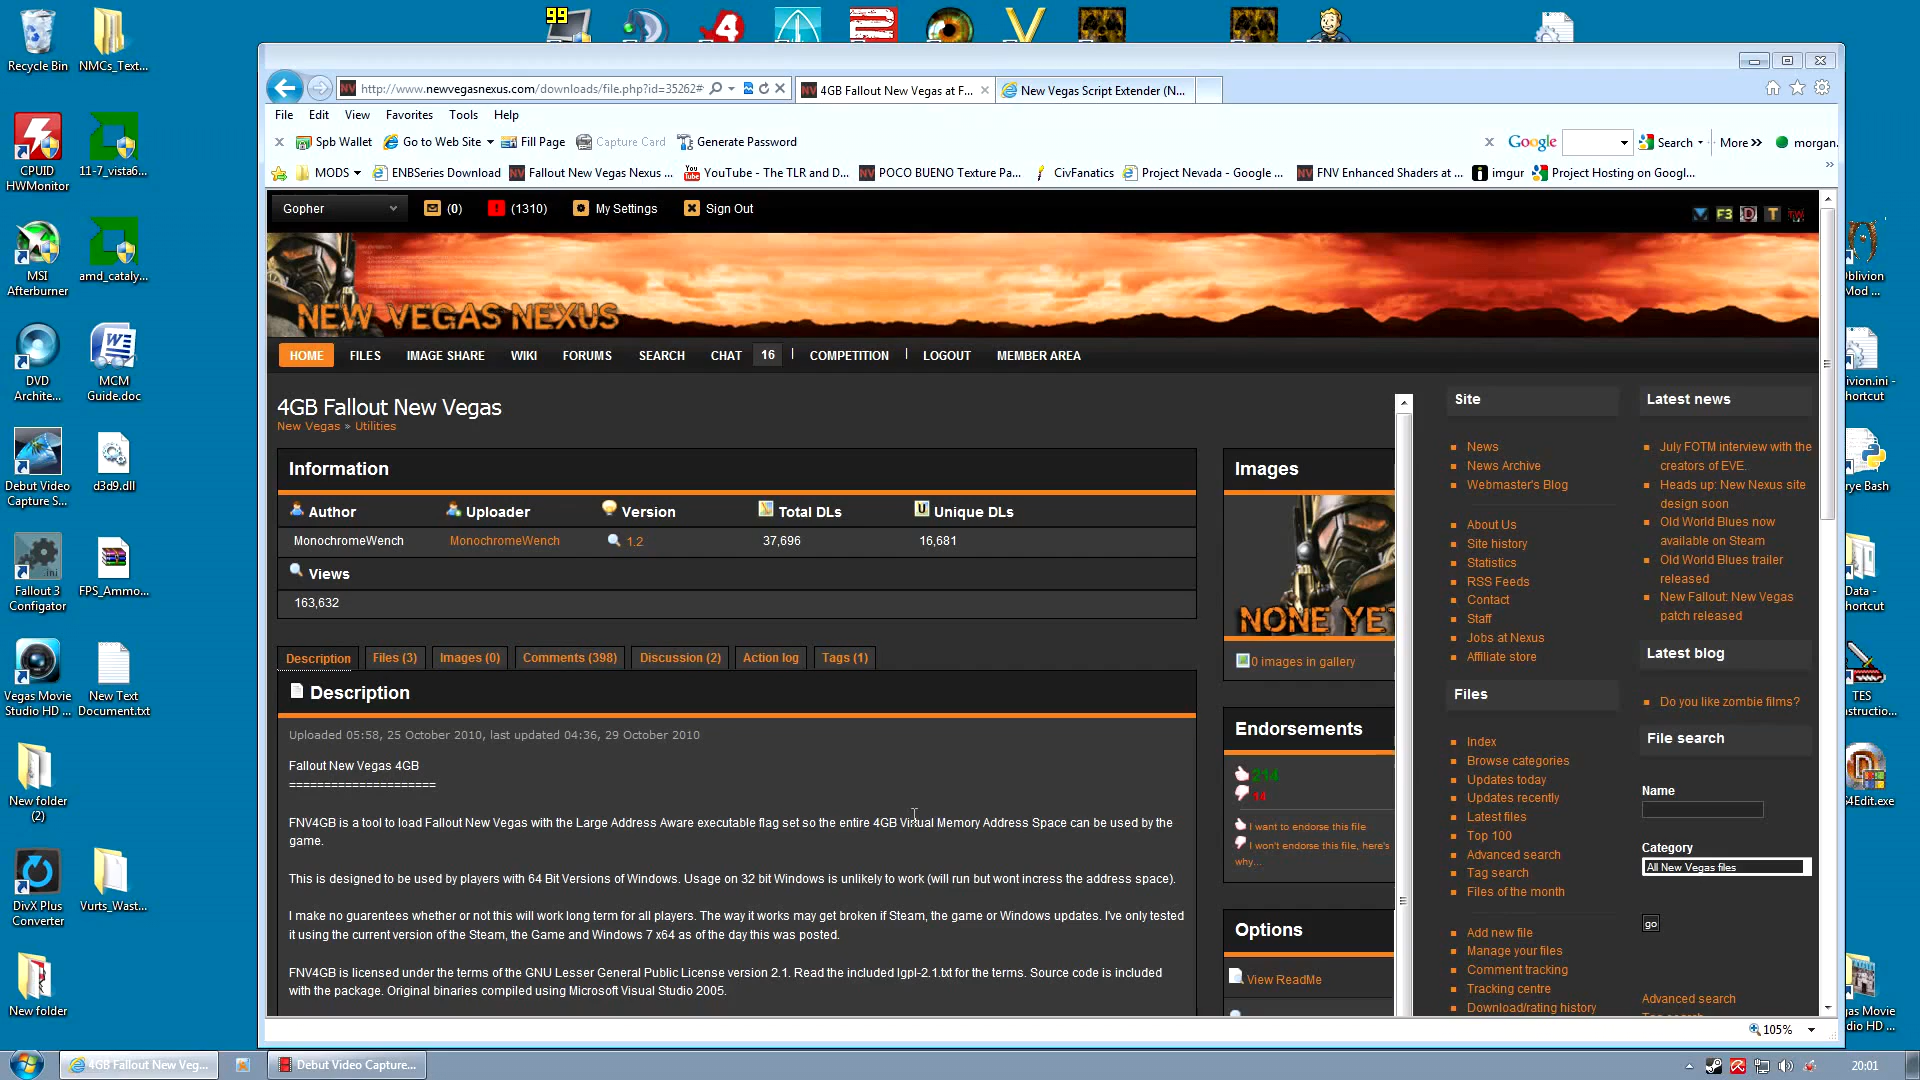 Recycle Bin
NMCs_Text...
CPUID HWMonitor
11-7_vista6...
MSI Afterburner
amd_cataly...
DVD Archite...
MCM Guide.doc
Debut Video Capture S...
d3d9.dll
Fallout 3 Configator
FPS_Ammo...
Vegas Movie Studio HD ...
New Text Document.txt
New folder (2)
DivX Plus Converter
Vurts_Wast...
New folder
99
http://www.newvegasnexus.com/downloads/file.php?id=35262#
4GB Fallout New Vegas at F...
New Vegas Script Extender (N...
File Edit View Favorites Tools Help
Spb Wallet Go to Web Site Fill Page Capture Card Generate Password
Google Search More morgan.
MODS ENBSeries Download Fallout New Vegas Nexus ... YouTube - The TLR and D... POCO BUENO Texture Pa... CivFanatics Project Nevada - Google ... FNV Enhanced Shaders at ... imgur Project Hosting on Googl...
Gopher (0) (1310) My Settings Sign Out
F3 D T
NEW VEGAS NEXUS
HOME FILES IMAGE SHARE WIKI FORUMS SEARCH CHAT 16 COMPETITION LOGOUT MEMBER AREA
4GB Fallout New Vegas
New Vegas » Utilities
Information
Author Uploader Version Total DLs Unique DLs
MonochromeWench MonochromeWench 1.2 37,696 16,681
Views
163,632
Description Files (3) Images (0) Comments (398) Discussion (2) Action log Tags (1)
Description
Uploaded 05:58, 25 October 2010, last updated 04:36, 29 October 2010
Fallout New Vegas 4GB
=====================
FNV4GB is a tool to load Fallout New Vegas with the Large Address Aware executable flag set so the entire 4GB Virtual Memory Address Space can be used by the
game.
This is designed to be used by players with 64 Bit Versions of Windows. Usage on 32 bit Windows is unlikely to work (will run but wont incress the address space).
I make no guarentees whether or not this will work long term for all players. The way it works may get broken if Steam, the game or Windows updates. I've only tested
it using the current version of the Steam, the Game and Windows 7 x64 as of the day this was posted.
FNV4GB is licensed under the terms of the GNU Lesser General Public License version 2.1. Read the included lgpl-2.1.txt for the terms. Source code is included
with the package. Original binaries compiled using Microsoft Visual Studio 2005.
Images
NONE YET
0 images in gallery
Endorsements
214
14
I want to endorse this file
I won't endorse this file, here's
why...
Options
View ReadMe
Site
News
News Archive
Webmaster's Blog
About Us
Site history
Statistics
RSS Feeds
Contact
Staff
Jobs at Nexus
Affiliate store
Files
Index
Browse categories
Updates today
Updates recently
Latest files
Top 100
Advanced search
Tag search
Files of the month
Add new file
Manage your files
Comment tracking
Tracking centre
Download/rating history
Latest news
July FOTM interview with the
creators of EVE.
Heads up: New Nexus site
design soon
Old World Blues now
available on Steam
Old World Blues trailer
released
New Fallout: New Vegas
patch released
Latest blog
Do you like zombie films?
File search
Name
Category
All New Vegas files
go
Advanced search
105%
Oblivion
Mod ...
ivion.ini -
hortcut
rye Bash
Data -
hortcut
TES
nstructio...
4Edit.exe
gas Movie
dio HD ...
4GB Fallout New Veg...
Debut Video Capture...
20:01